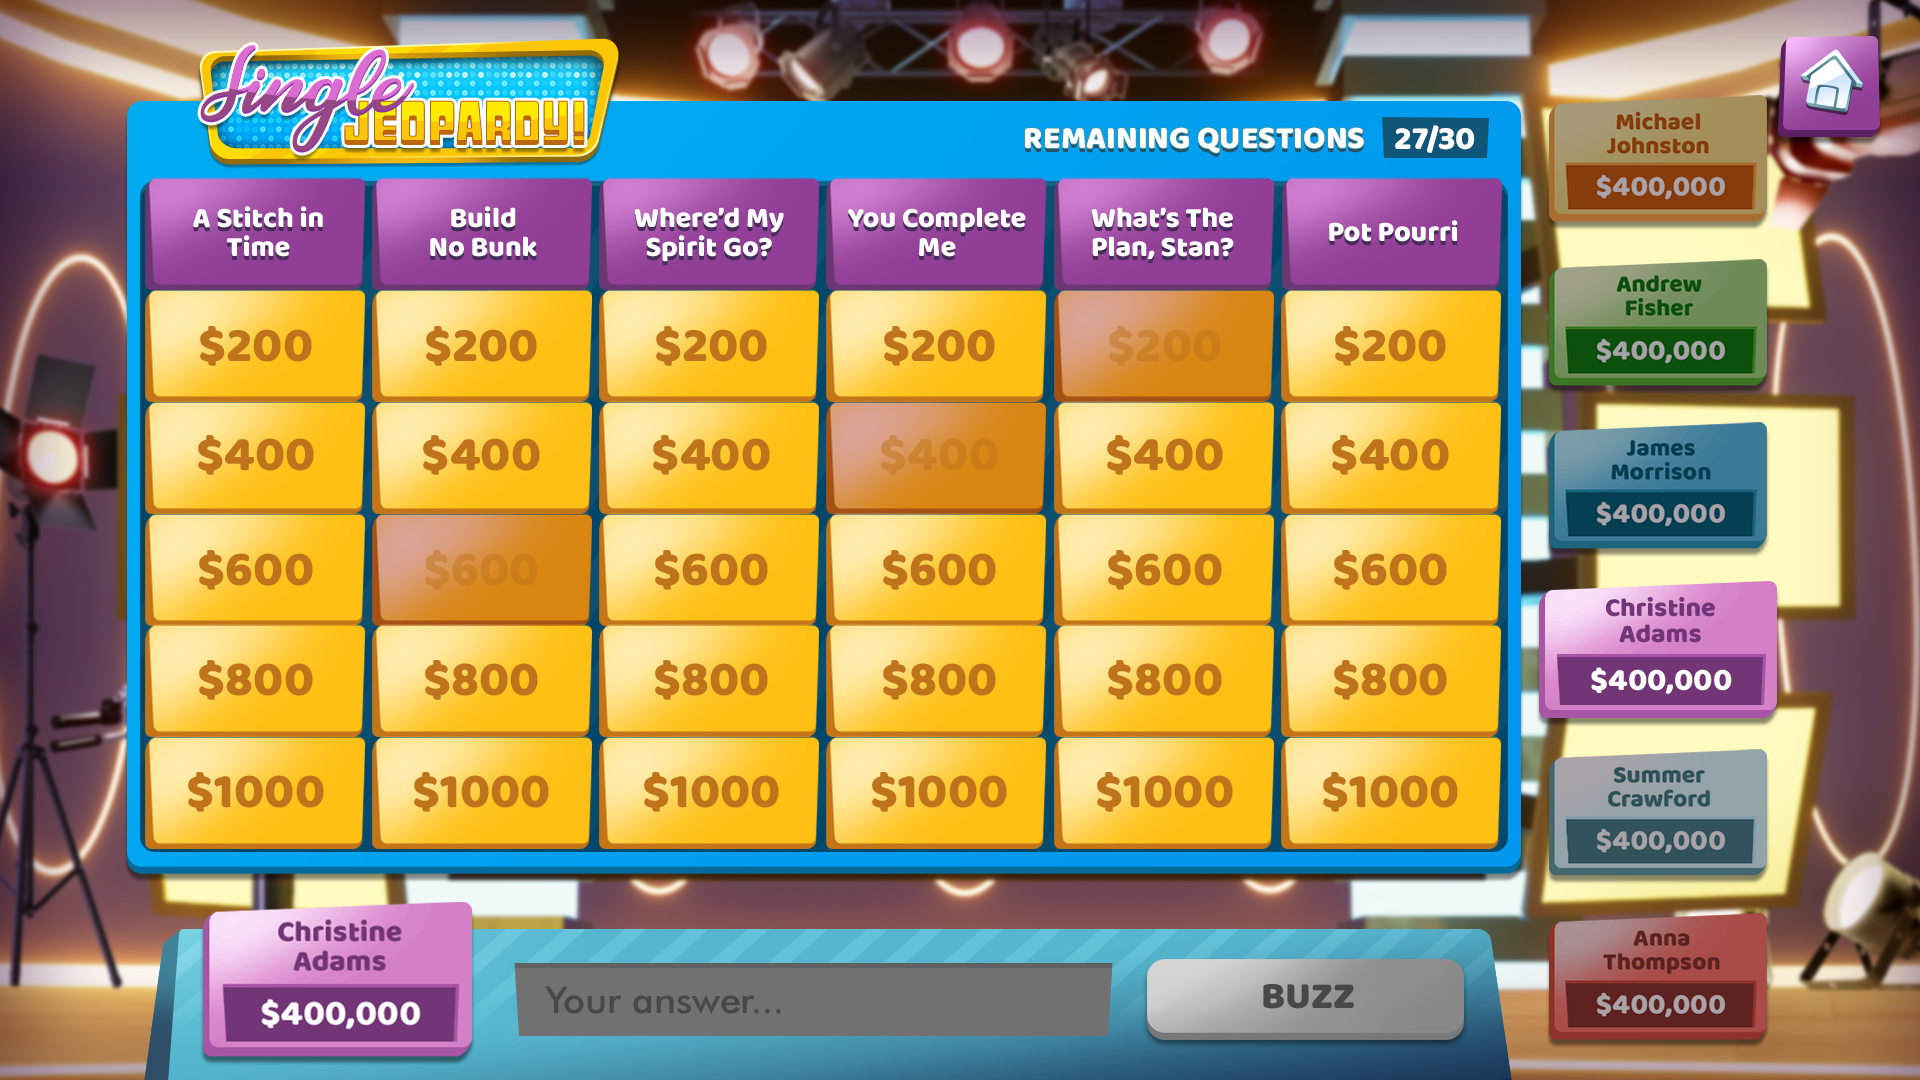 Jingle
JEOPARDY!
REMAINING QUESTIONS 27/30
A Stitch in
Time
Build
No Bunk
Where'd My
Spirit Go?
You Complete
Me
What's The
Plan, Stan?
Pot Pourri
$200 $200 $200 $200 $200 $200
$400 $400 $400 $400 $400 $400
$600 $600 $600 $600 $600 $600
$800 $800 $800 $800 $800 $800
$1000 $1000 $1000 $1000 $1000 $1000
Michael
Johnston
$400,000
Andrew
Fisher
$400,000
James
Morrison
$400,000
Christine
Adams
$400,000
Summer
Crawford
$400,000
Anna
Thompson
$400,000
Christine
Adams
$400,000
Your answer...
BUZZ